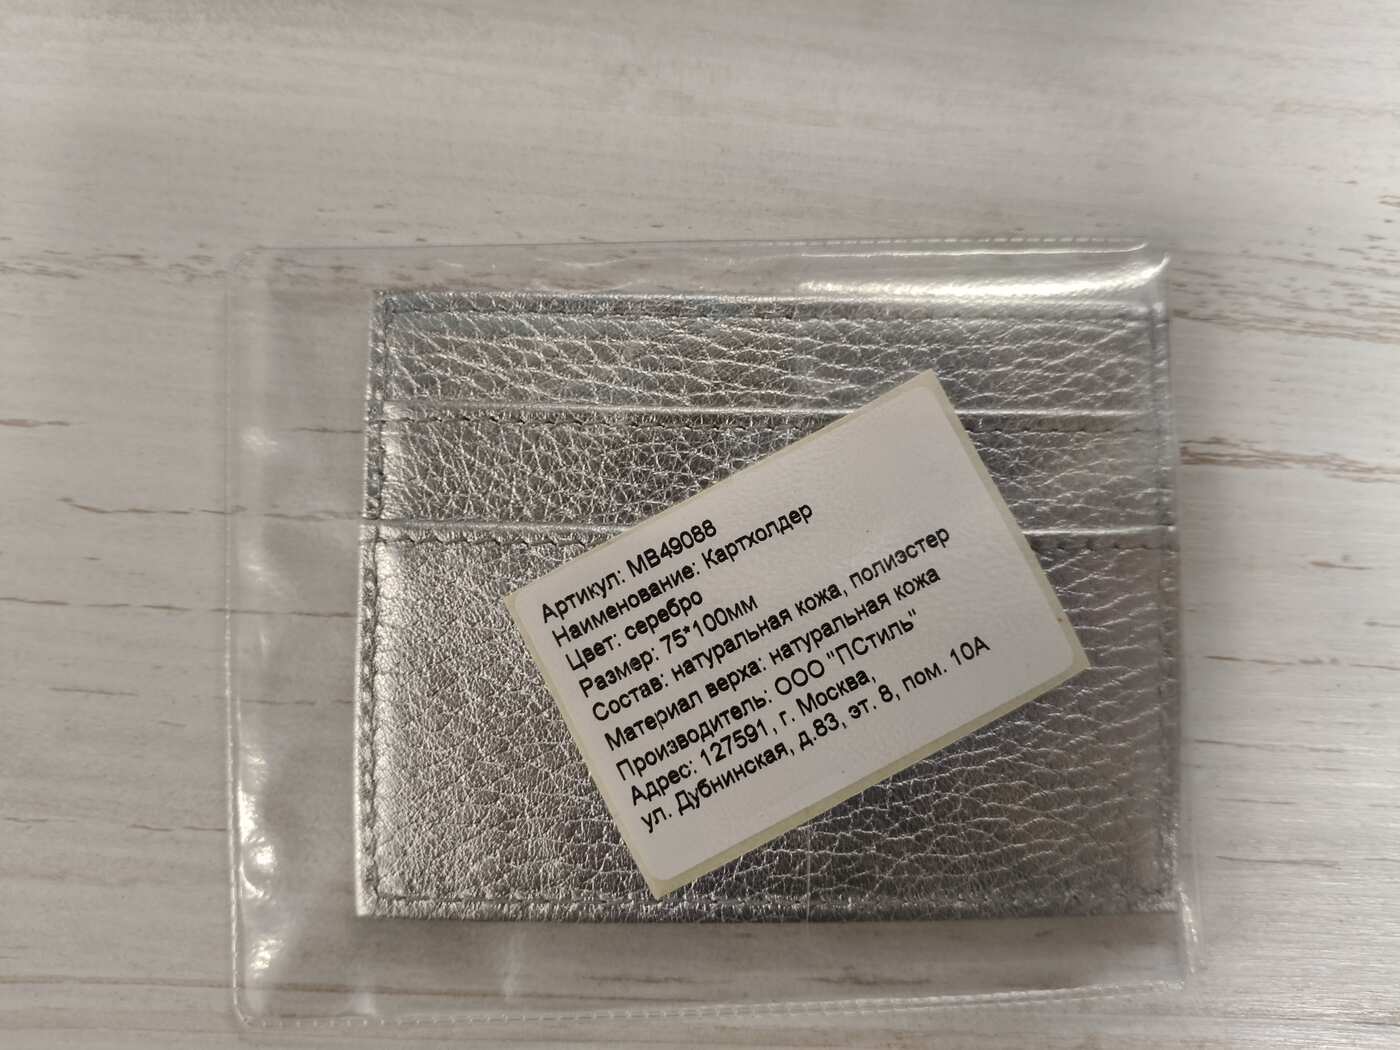 Артикул: MB49088
Наименование: Картхолдер
Цвет: серебро
Размер: 75*100мм
Состав: натуральная кожа, полиэстер
Материал верха: натуральная кожа
Производитель: ООО "ПСтиль"
Адрес: 127591, г. Москва,
ул. Дубнинская, д.83, эт. 8, пом. 10А